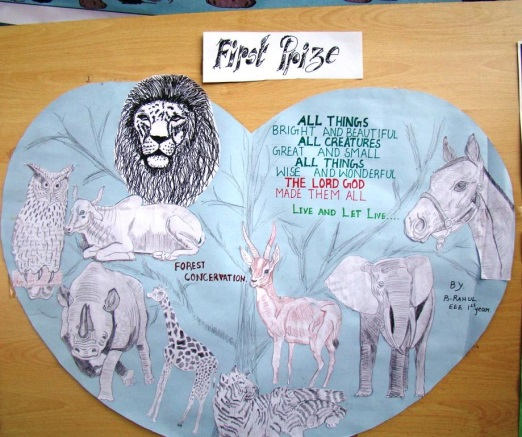 First Prize
ALL THINGS
BRIGHT AND BEAUTIFUL
ALL CREATURES
GREAT AND SMALL
ALL THINGS
WISE AND WONDERFUL
THE LORD GOD
MADE THEM ALL
LIVE AND LET LIVE....
FOREST
CONSERVATION
BY.
B-RAHUL
EEE 1st year